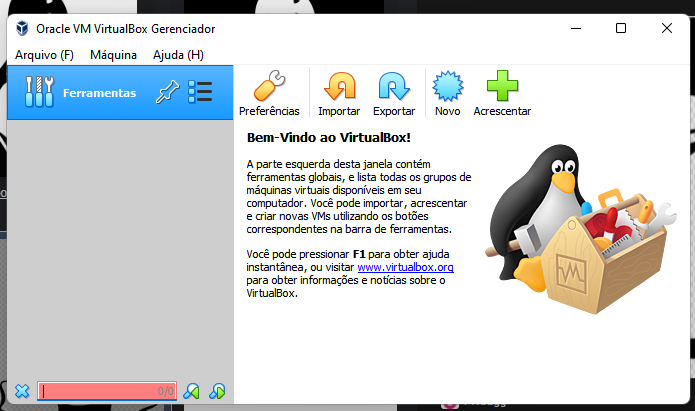 Oracle VM VirtualBox Gerenciador
Arquivo (F) Máquina Ajuda (H)
Ferramentas
Preferências Importar Exportar Novo Acrescentar
Bem-Vindo ao VirtualBox!
A parte esquerda desta janela contém
ferramentas globais, e lista todas os grupos de
máquinas virtuais disponíveis em seu
computador. Você pode importar, acrescentar
e criar novas VMs utilizando os botões
correspondentes na barra de ferramentas.
Você pode pressionar F1 para obter ajuda
instantânea, ou visitar www.virtualbox.org
para obter informações e notícias sobre o
VirtualBox.
VM
0/0